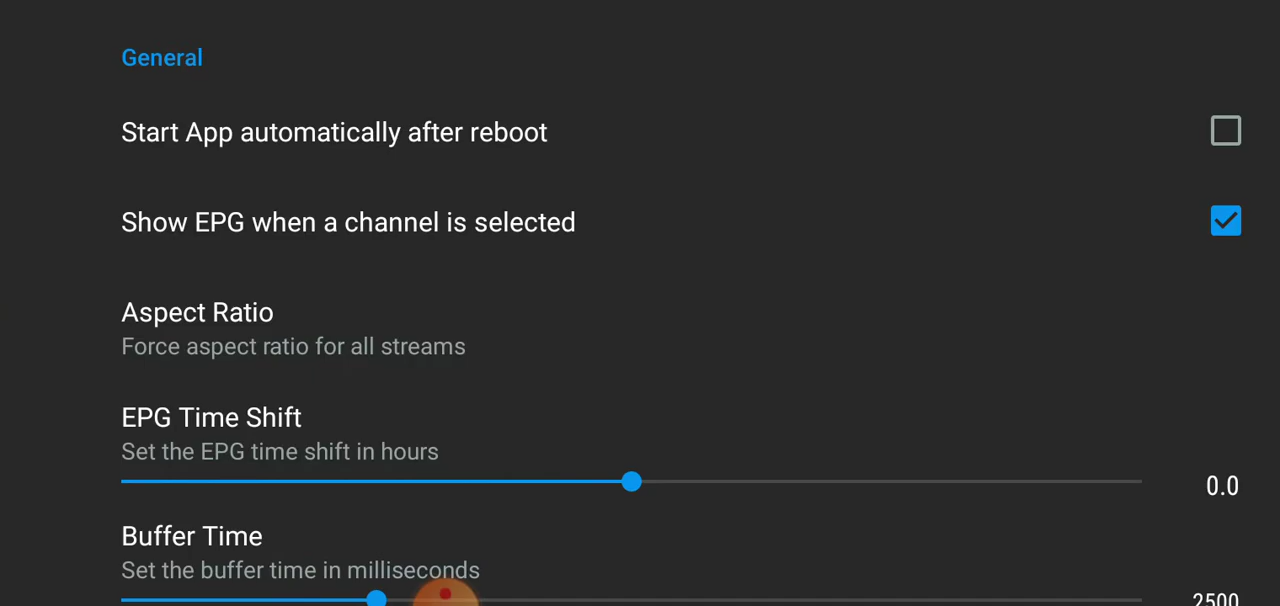 General
Start App automatically after reboot
Show EPG when a channel is selected
Aspect Ratio
Force aspect ratio for all streams
EPG Time Shift
Set the EPG time shift in hours
0.0
Buffer Time
Set the buffer time in milliseconds
2500